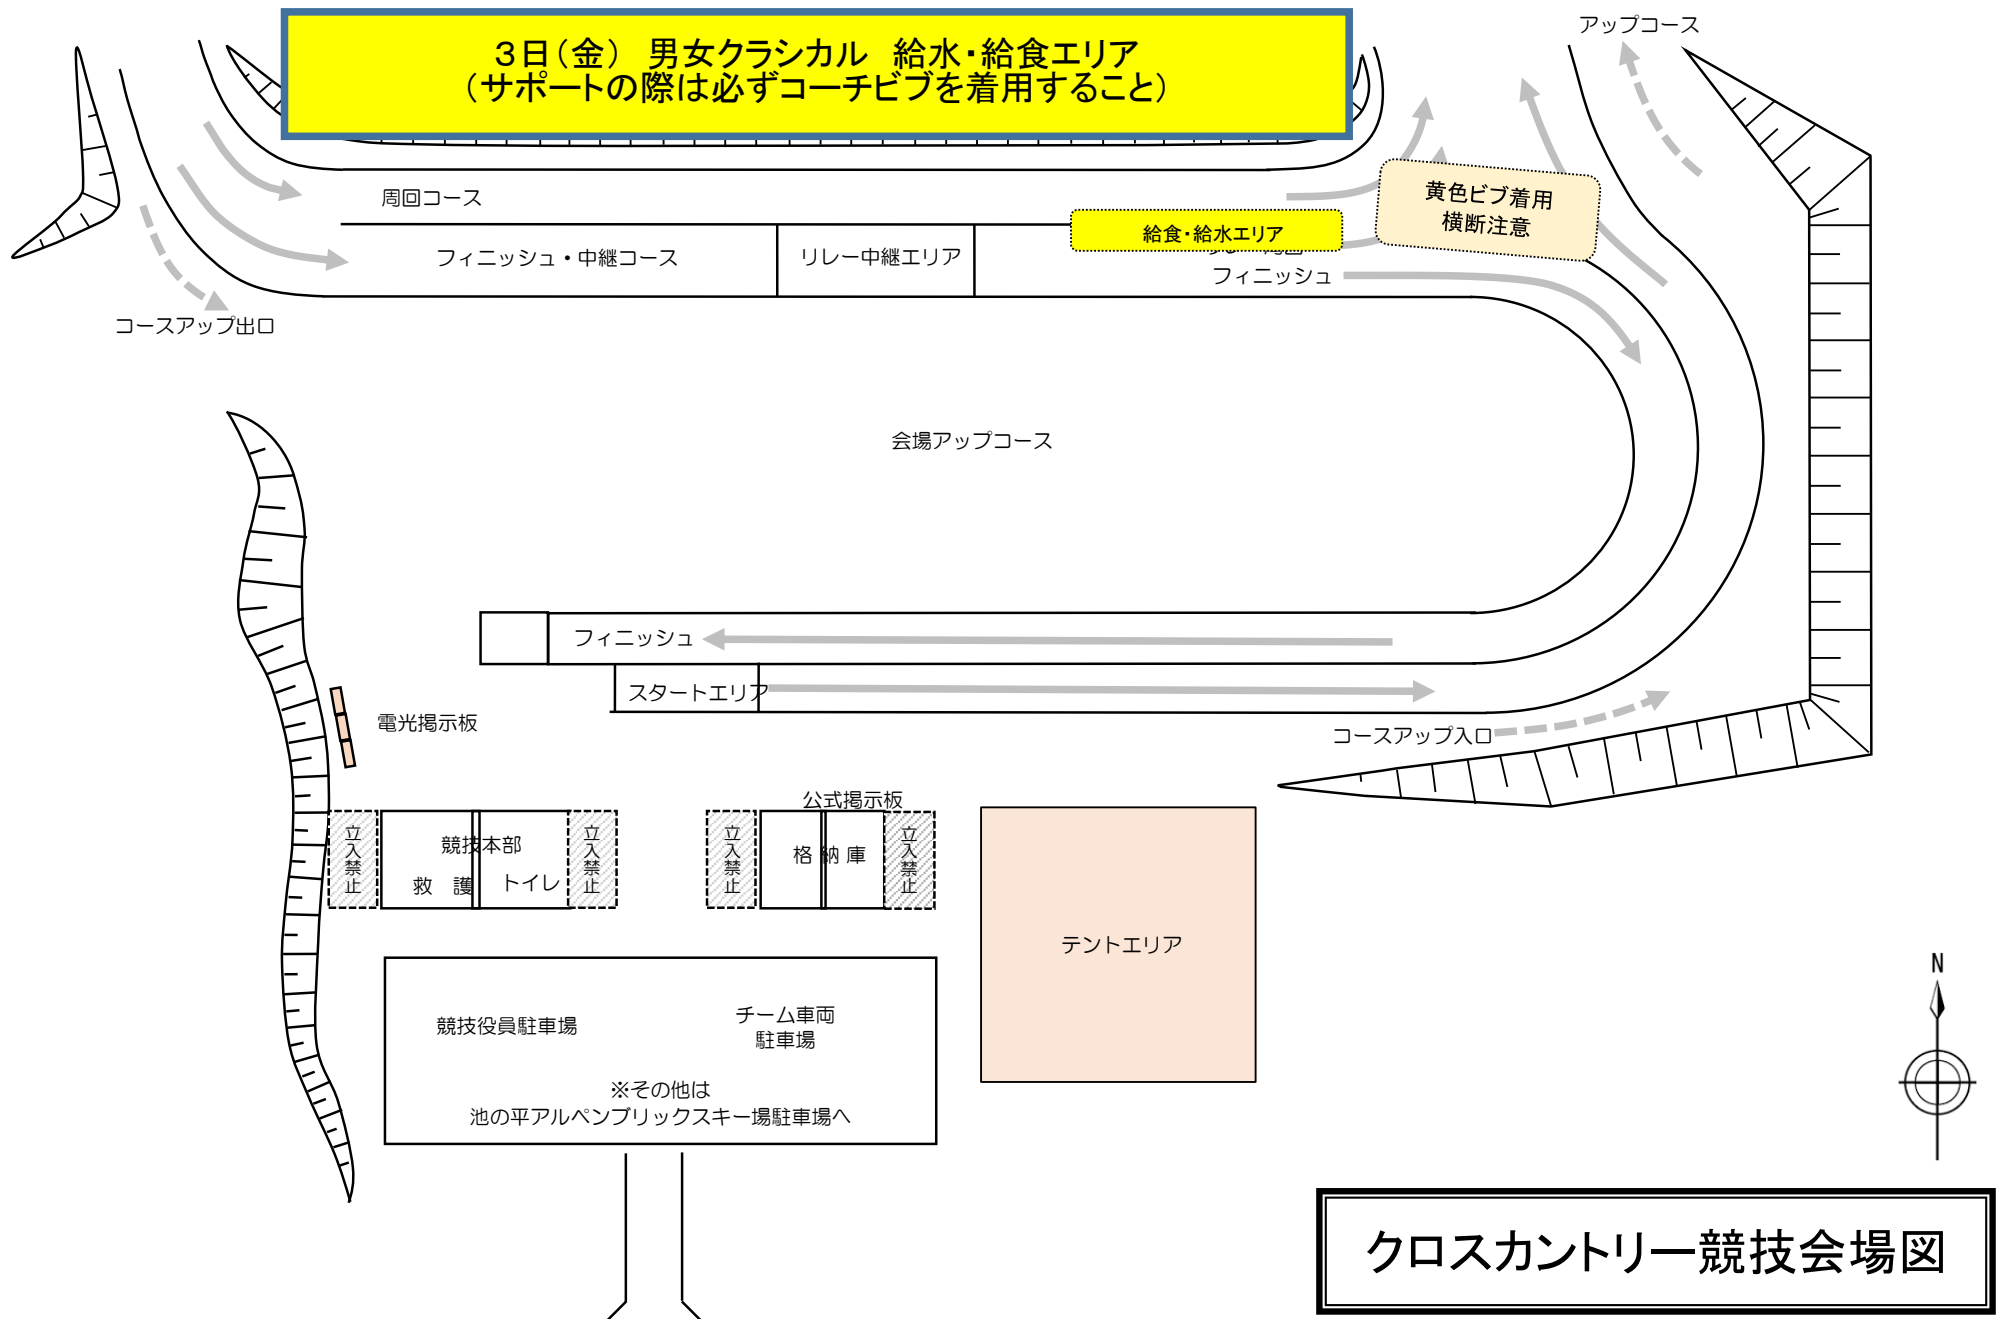 ３日（金）　男女クラシカル　給水・給食エリア
（サポートの際は必ずコーチビブを着用すること）
アップコース
周回コース
黄色ビブ着用
横断注意
給食・給水エリア
フィニッシュ・中継コース
リレー中継エリア
フィニッシュ
コースアップ出口
会場アップコース
フィニッシュ
スタートエリア
電光掲示板
コースアップ入口
公式掲示板
立入禁止
競技本部
救　護
トイレ
立入禁止
立入禁止
格 納 庫
立入禁止
テントエリア
競技役員駐車場
チーム車両
駐車場
※その他は
池の平アルペンブリックスキー場駐車場へ
N
クロスカントリー競技会場図